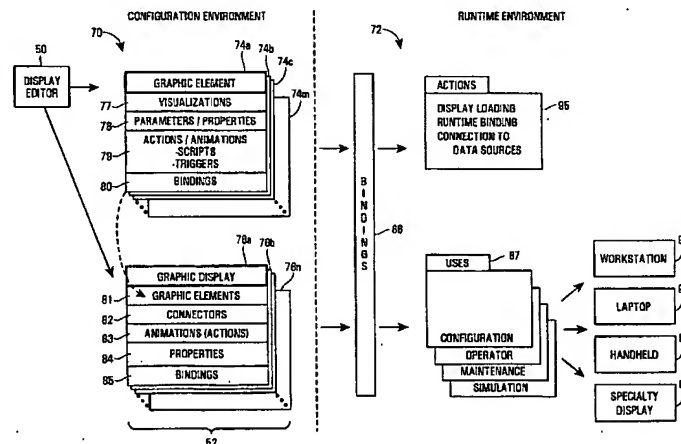 CONFIGURATION ENVIRONMENT
RUNTIME ENVIRONMENT
70
72
50
DISPLAY EDITOR
74a
74b
74c
74m
GRAPHIC ELEMENT
77
VISUALIZATIONS
78
PARAMETERS / PROPERTIES
79
ACTIONS / ANIMATIONS
-SCRIPTS
-TRIGGERS
80
BINDINGS
76a
76b
76n
GRAPHIC DISPLAY
81
GRAPHIC ELEMENTS
82
CONNECTORS
83
ANIMATIONS (ACTIONS)
84
PROPERTIES
85
BINDINGS
52
BINDINGS
ACTIONS
95
DISPLAY LOADING
RUNTIME BINDING
CONNECTION TO
DATA SOURCES
USES
87
CONFIGURATION
OPERATOR
MAINTENANCE
SIMULATION
WORKSTATION
LAPTOP
HANDHELD
SPECIALTY
DISPLAY